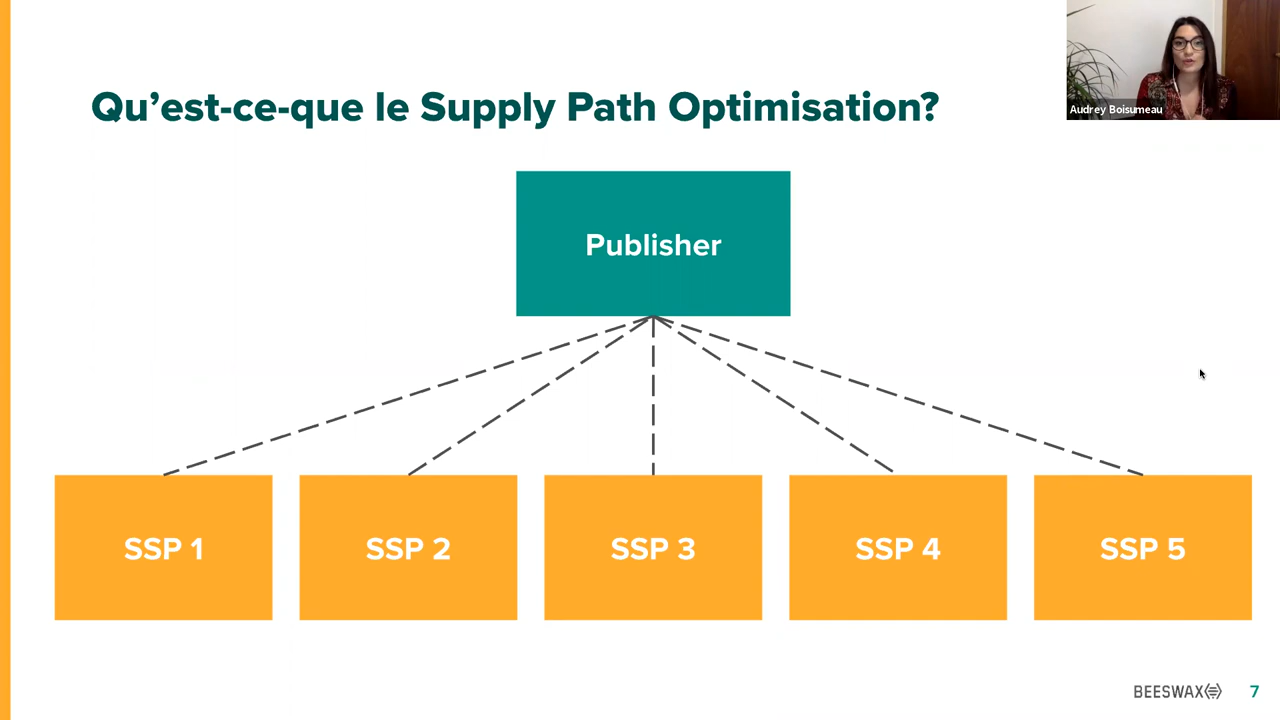 Qu’est-ce-que le Supply Path Optimisation?
Audrey Boisumeau
Publisher
SSP 1
SSP 2
SSP 3
SSP 4
SSP 5
BEESWAX
7